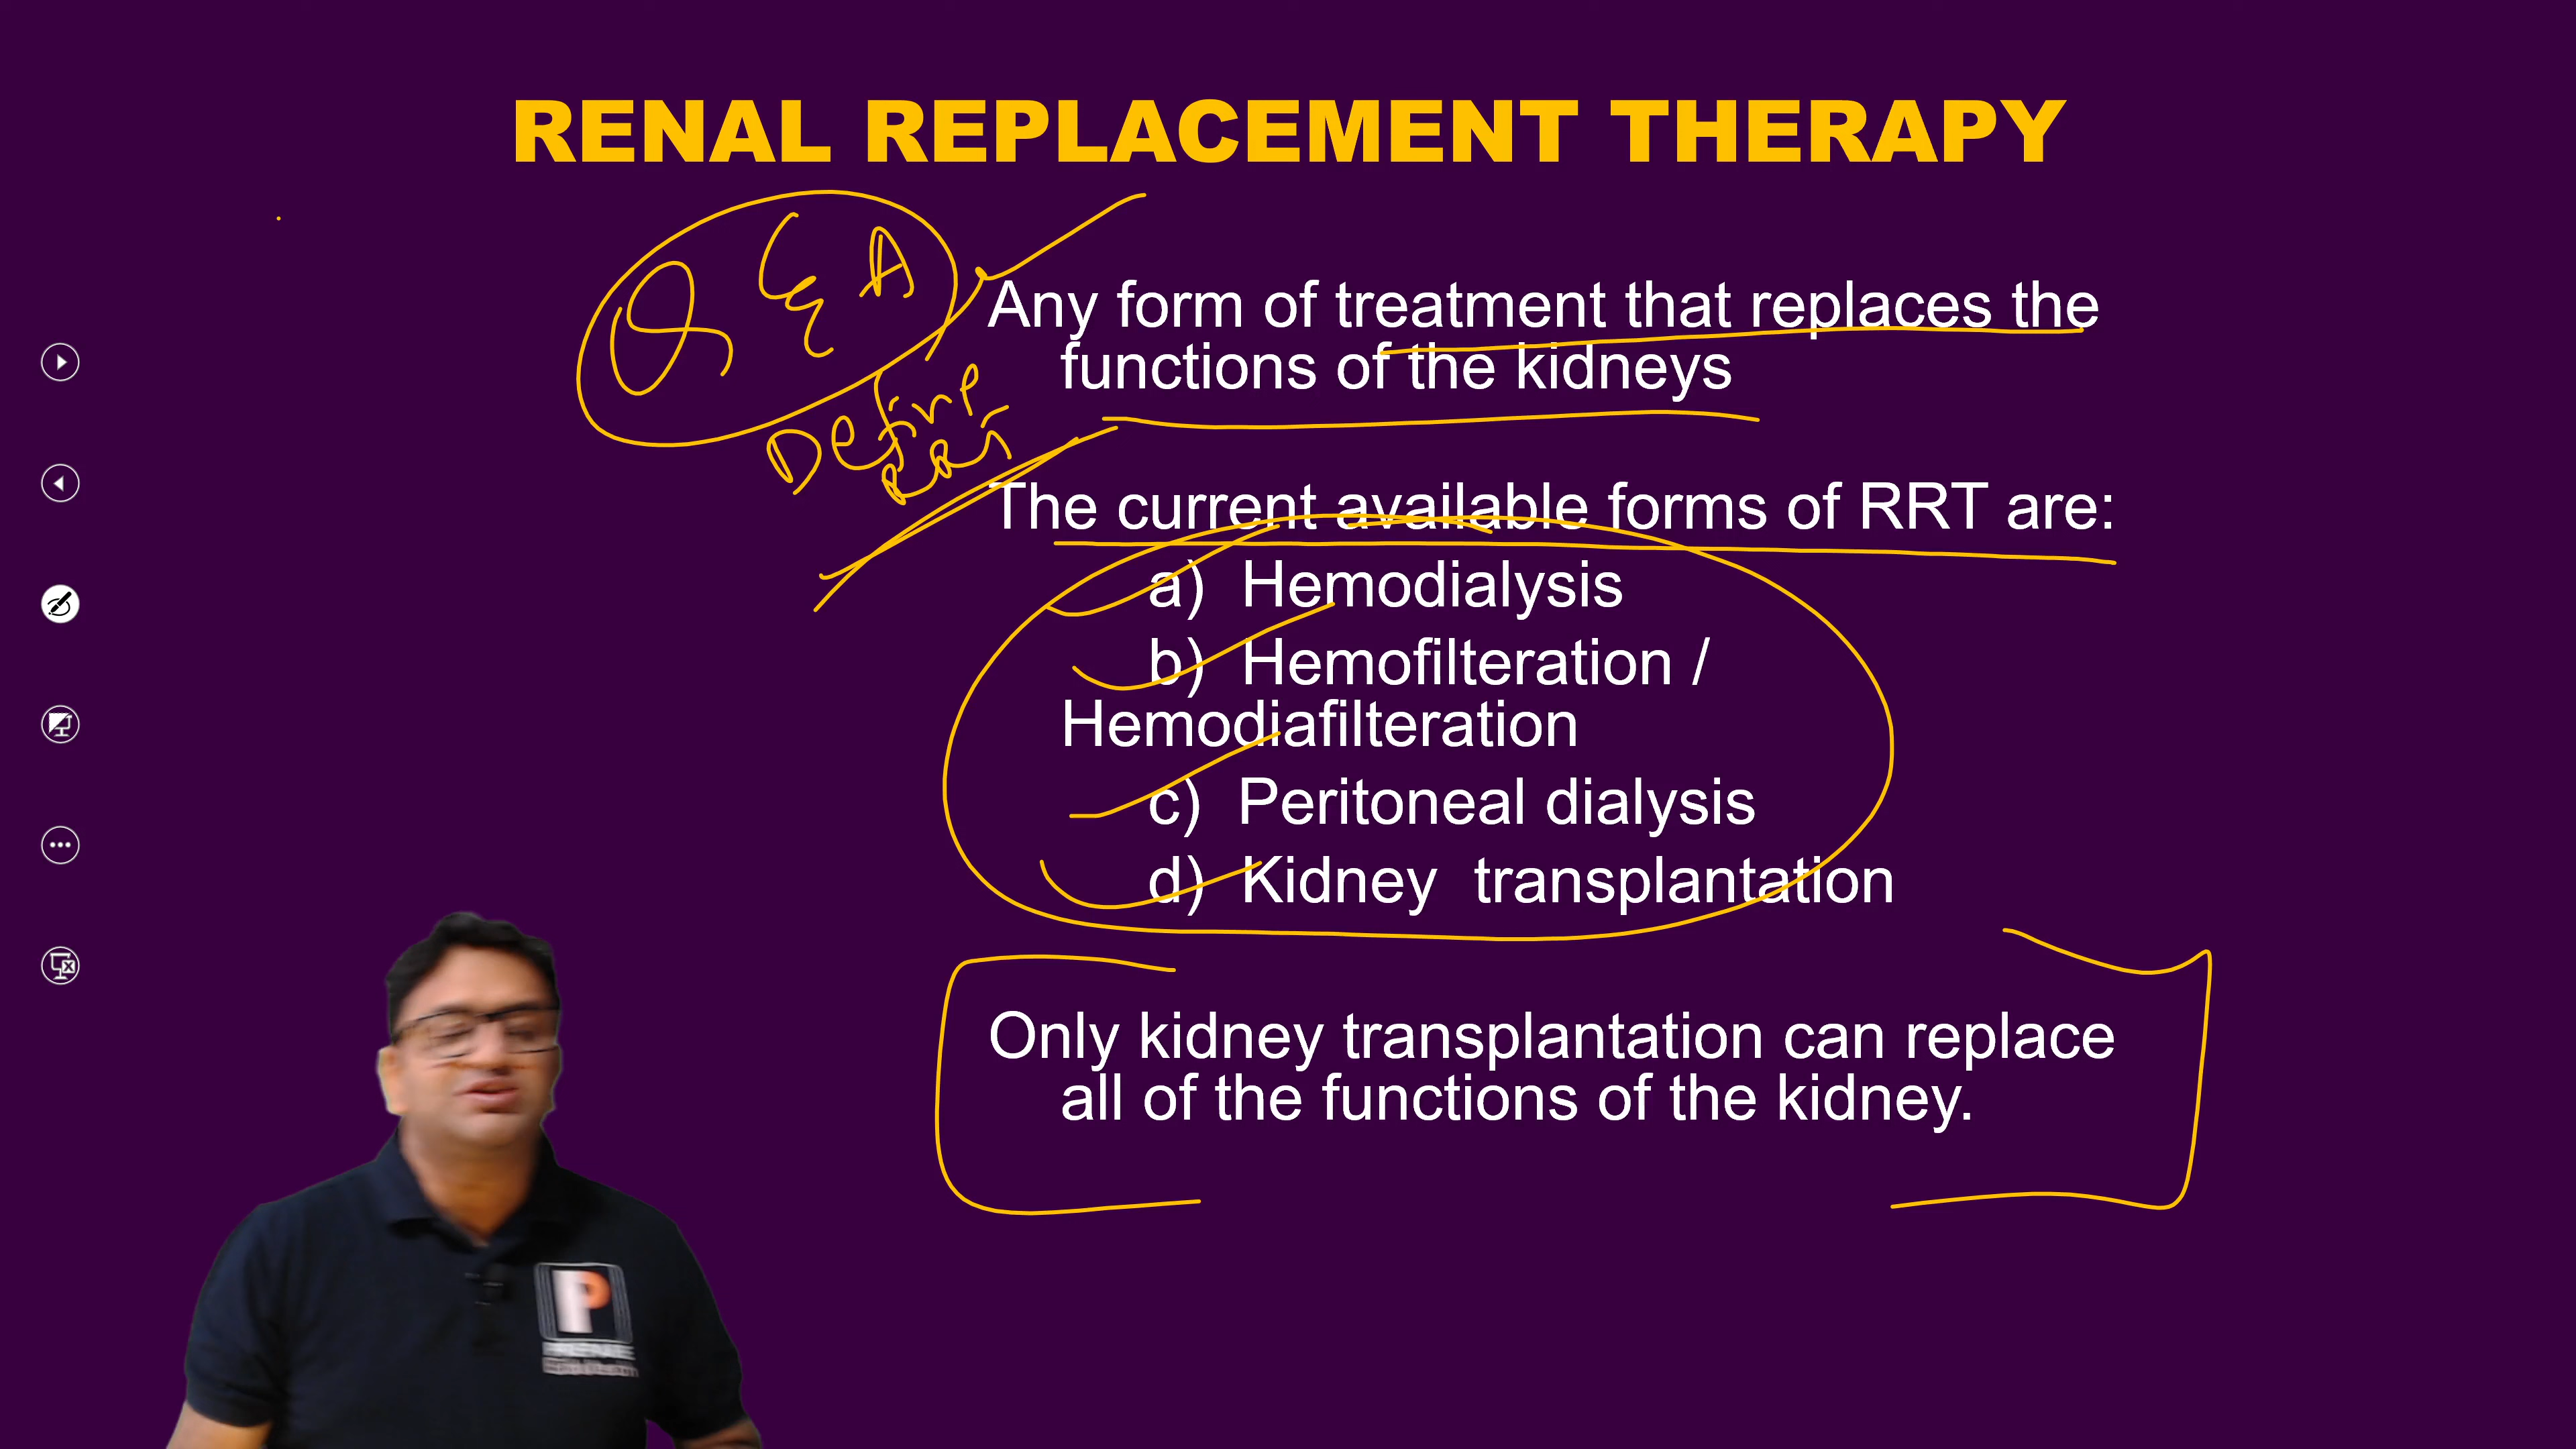 RENAL REPLACEMENT THERAPY
Q & A
Define
RRT
Any form of treatment that replaces the
functions of the kidneys
The current available forms of RRT are:
a) Hemodialysis
b) Hemofilteration /
Hemodiafilteration
c) Peritoneal dialysis
d) Kidney transplantation
Only kidney transplantation can replace
all of the functions of the kidney.
P